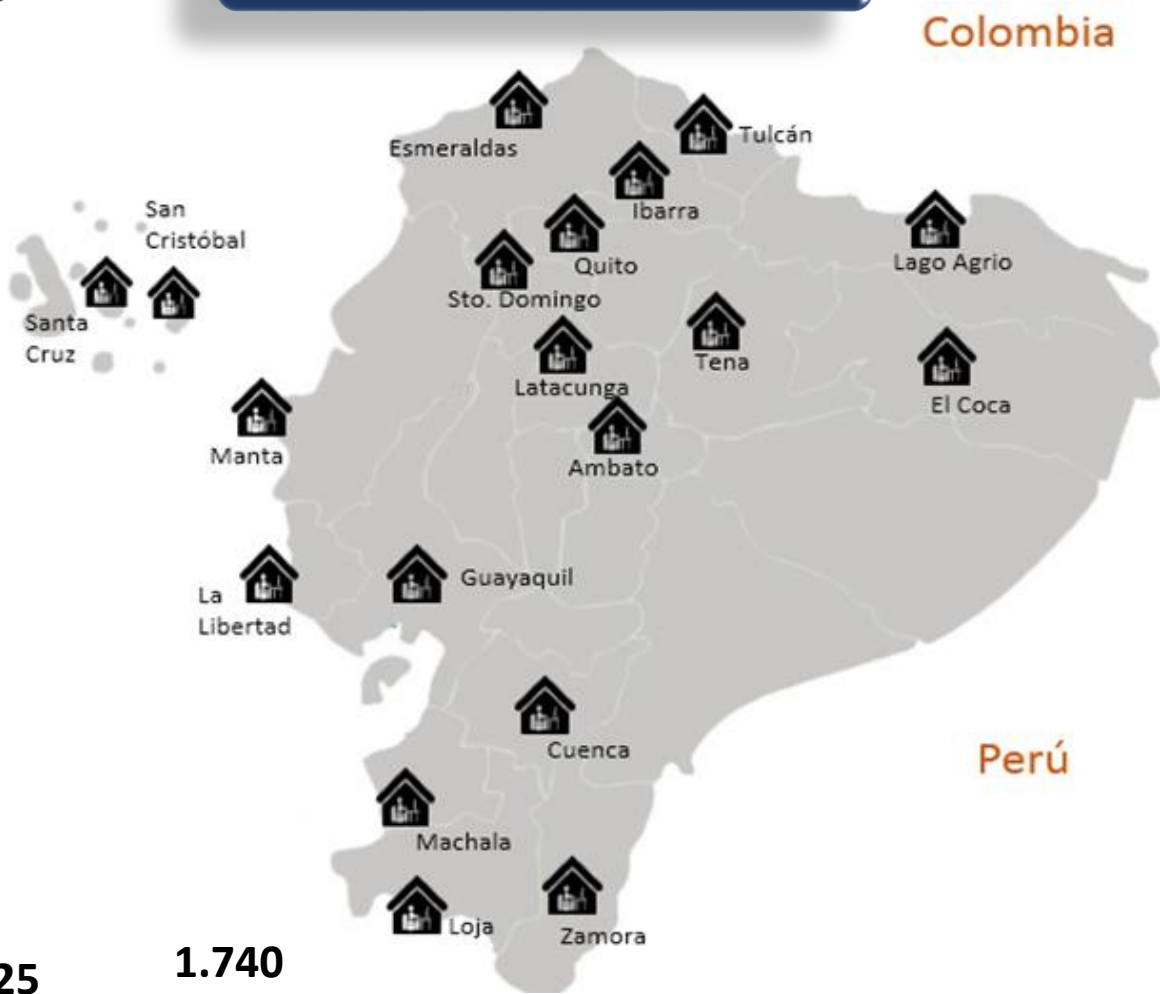 Colombia
Esmeraldas
Tulcán
Ibarra
San
Cristóbal
Quito
Lago Agrio
Sto. Domingo
Santa
Cruz
Tena
Latacunga
El Coca
Manta
Ambato
Guayaquil
La
Libertad
Cuenca
Perú
Machala
Loja
Zamora
1.740
25